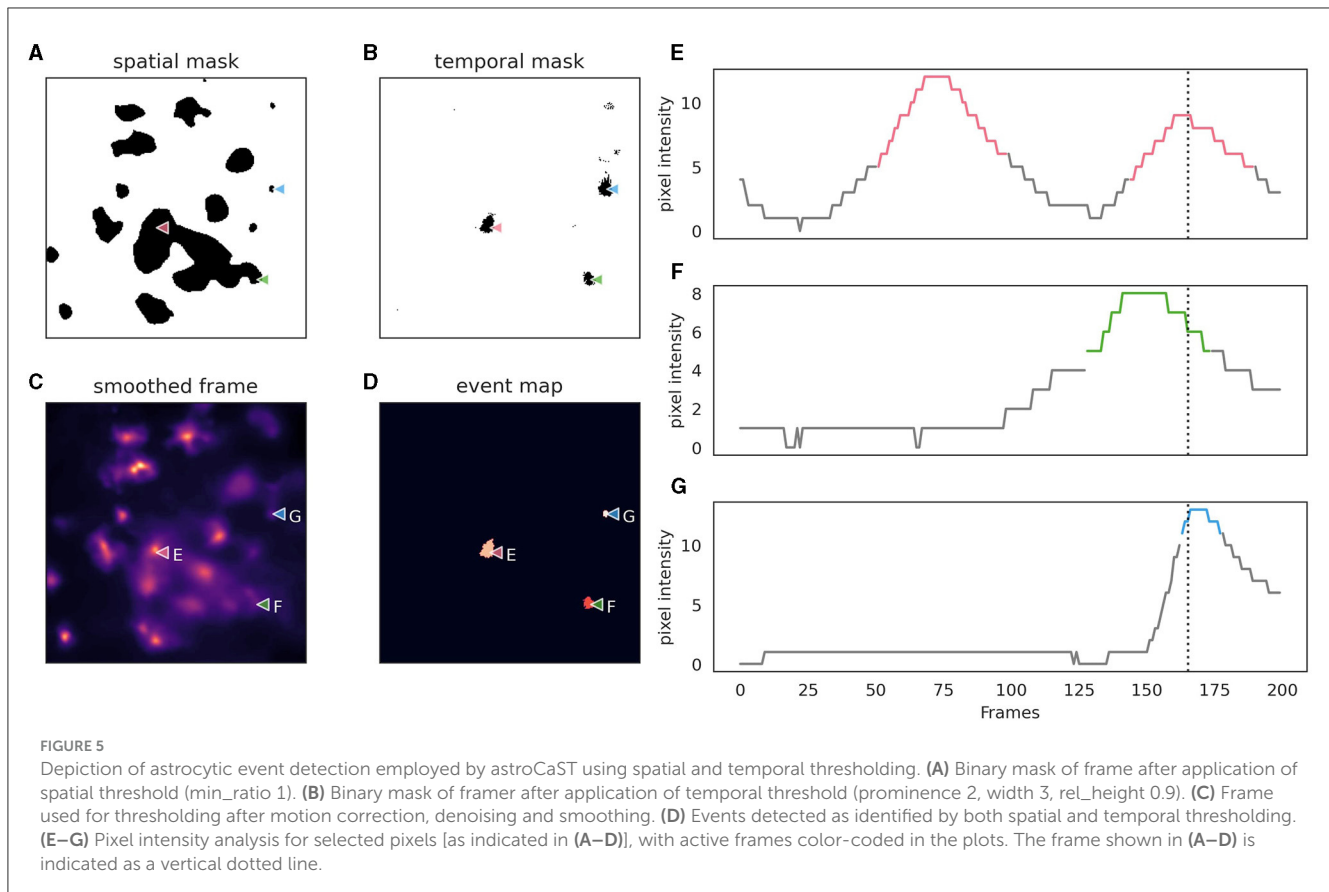 A
spatial mask
B
temporal mask
C
smoothed frame
G
E
F
D
event map
G
E
F
E
pixel intensity
10
5
0
F
pixel intensity
8
6
4
2
0
G
pixel intensity
10
5
0
0 25 50 75 100 125 150 175 200
Frames
FIGURE 5
Depiction of astrocytic event detection employed by astroCaST using spatial and temporal thresholding. (A) Binary mask of frame after application of
spatial threshold (min_ratio 1). (B) Binary mask of framer after application of temporal threshold (prominence 2, width 3, rel_height 0.9). (C) Frame
used for thresholding after motion correction, denoising and smoothing. (D) Events detected as identified by both spatial and temporal thresholding.
(E–G) Pixel intensity analysis for selected pixels [as indicated in (A–D)], with active frames color-coded in the plots. The frame shown in (A–D) is
indicated as a vertical dotted line.